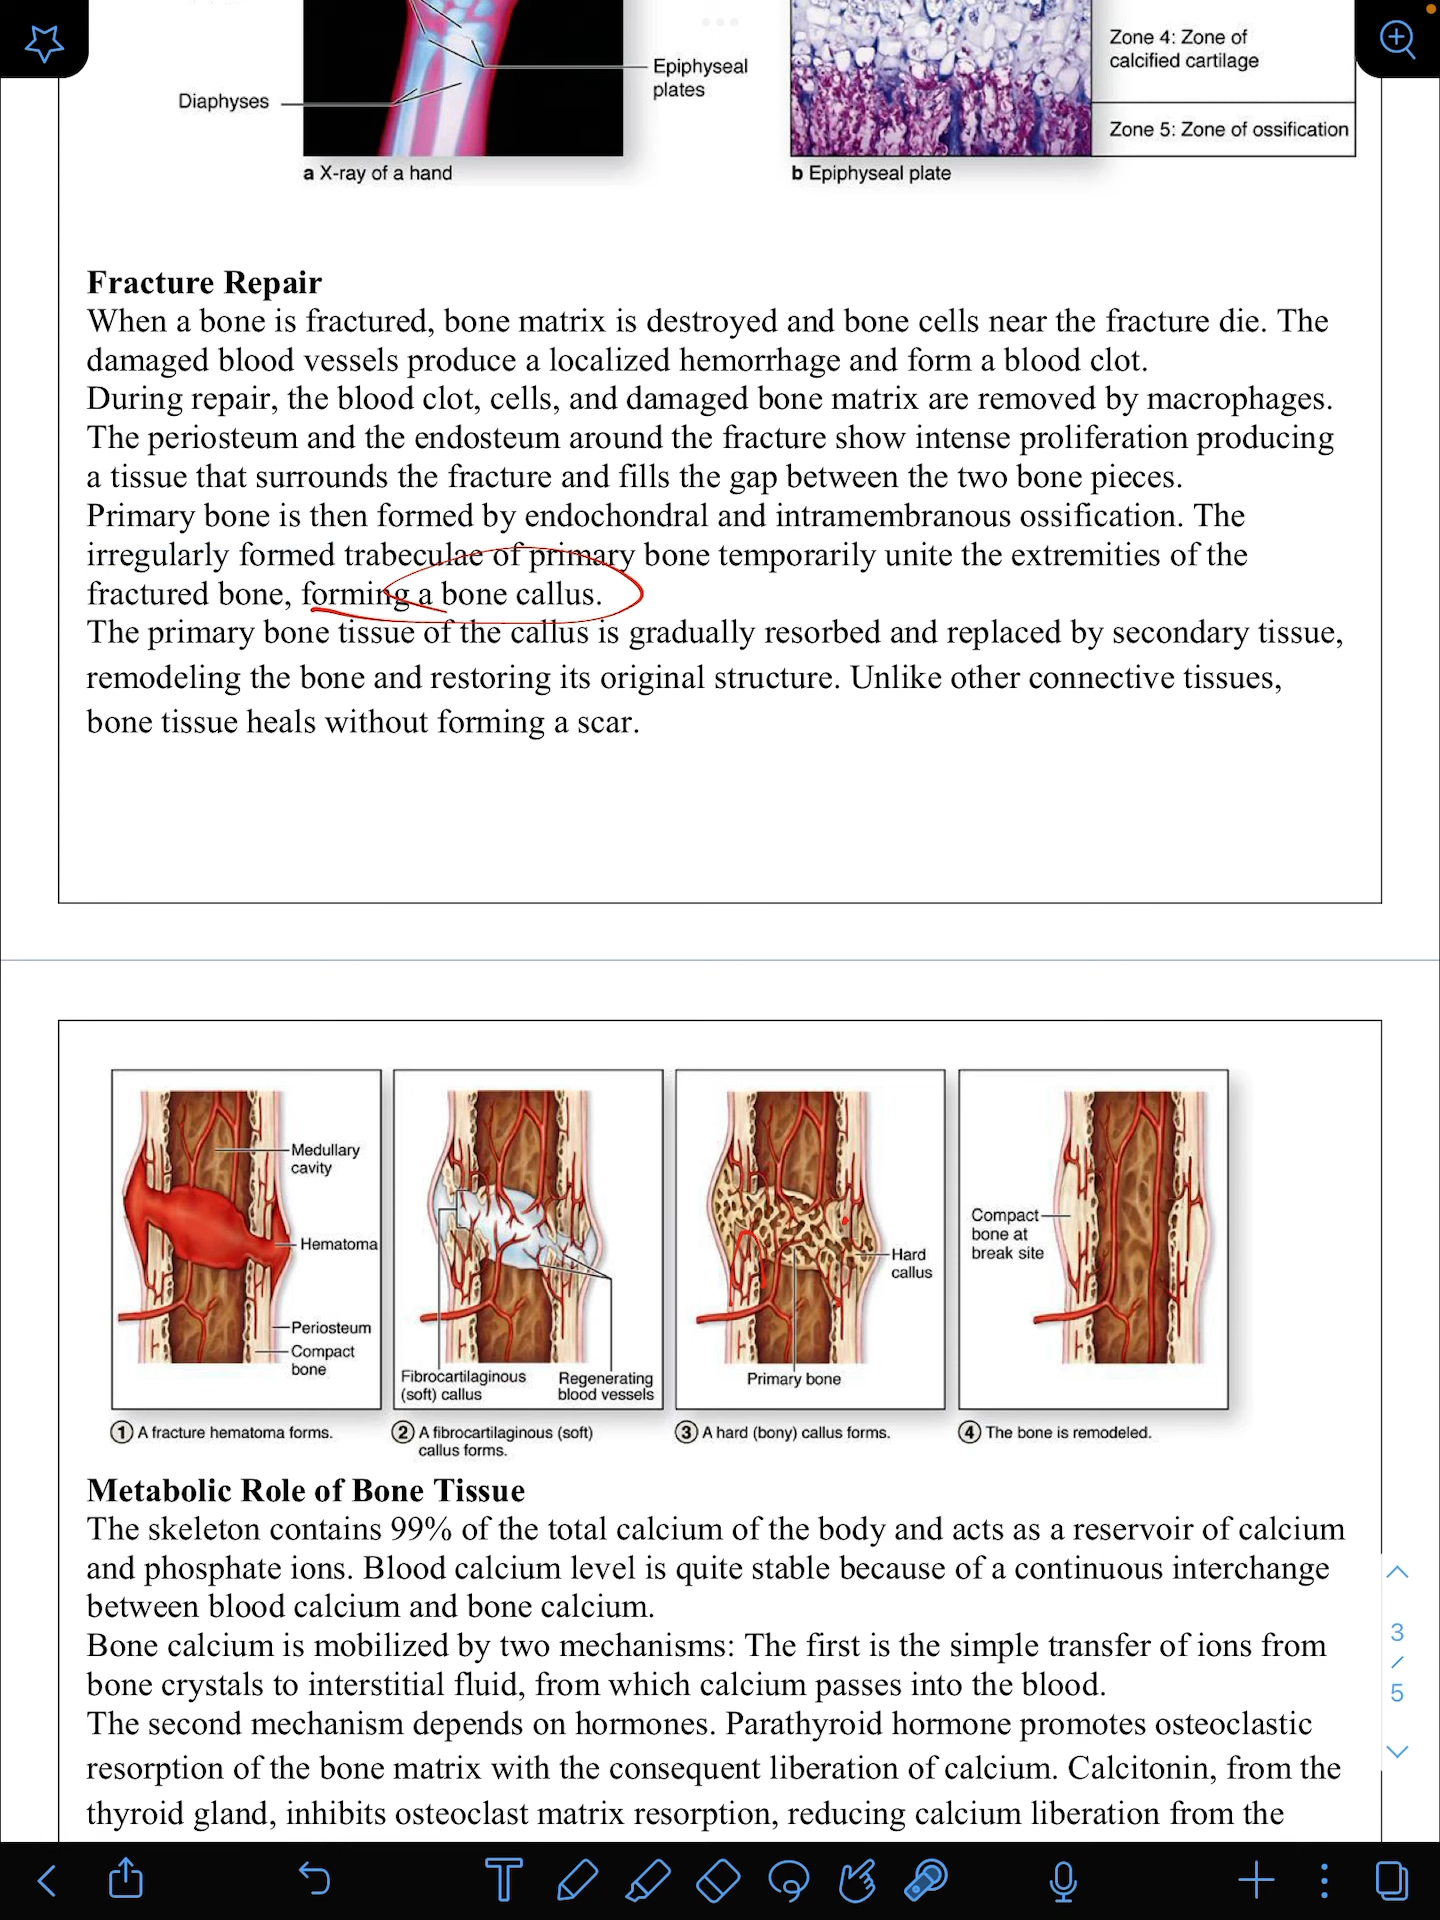 Zone 4: Zone of
calcified cartilage
Epiphyseal
plates
Diaphyses
Zone 5: Zone of ossification
a X-ray of a hand
b Epiphyseal plate
Fracture Repair
When a bone is fractured, bone matrix is destroyed and bone cells near the fracture die. The
damaged blood vessels produce a localized hemorrhage and form a blood clot.
During repair, the blood clot, cells, and damaged bone matrix are removed by macrophages.
The periosteum and the endosteum around the fracture show intense proliferation producing
a tissue that surrounds the fracture and fills the gap between the two bone pieces.
Primary bone is then formed by endochondral and intramembranous ossification. The
irregularly formed trabeculae of primary bone temporarily unite the extremities of the
fractured bone, forming a bone callus.
The primary bone tissue of the callus is gradually resorbed and replaced by secondary tissue,
remodeling the bone and restoring its original structure. Unlike other connective tissues,
bone tissue heals without forming a scar.
Medullary
cavity
Hematoma
Periosteum
Compact
bone
Fibrocartilaginous
(soft) callus
Regenerating
blood vessels
Hard
callus
Primary bone
Compact
bone at
break site
1 A fracture hematoma forms.
2 A fibrocartilaginous (soft)
callus forms.
3 A hard (bony) callus forms.
4 The bone is remodeled.
Metabolic Role of Bone Tissue
The skeleton contains 99% of the total calcium of the body and acts as a reservoir of calcium
and phosphate ions. Blood calcium level is quite stable because of a continuous interchange
between blood calcium and bone calcium.
Bone calcium is mobilized by two mechanisms: The first is the simple transfer of ions from
bone crystals to interstitial fluid, from which calcium passes into the blood.
The second mechanism depends on hormones. Parathyroid hormone promotes osteoclastic
resorption of the bone matrix with the consequent liberation of calcium. Calcitonin, from the
thyroid gland, inhibits osteoclast matrix resorption, reducing calcium liberation from the
3
/
5
T